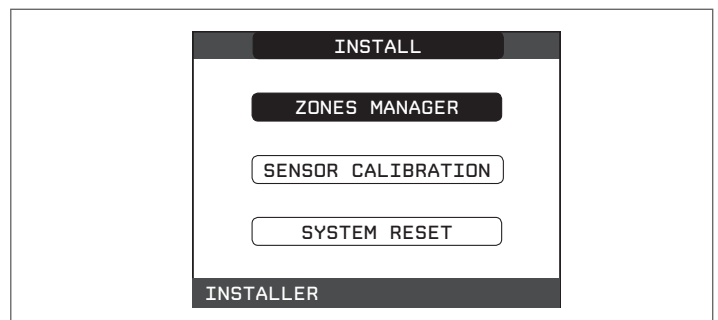 INSTALL
ZONES MANAGER
SENSOR CALIBRATION
SYSTEM RESET
INSTALLER